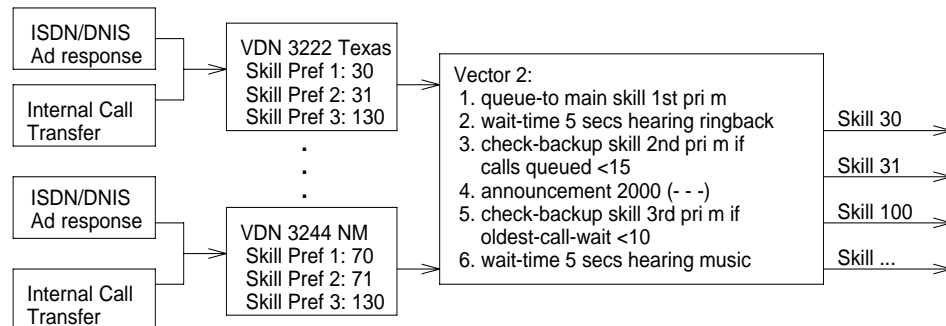 ISDN/DNIS
Ad response
Internal Call
Transfer
VDN 3222 Texas
Skill Pref 1: 30
Skill Pref 2: 31
Skill Pref 3: 130
.
.
.
ISDN/DNIS
Ad response
Internal Call
Transfer
VDN 3244 NM
Skill Pref 1: 70
Skill Pref 2: 71
Skill Pref 3: 130
Vector 2:
1. queue-to main skill 1st pri m
2. wait-time 5 secs hearing ringback
3. check-backup skill 2nd pri m if
calls queued <15
4. announcement 2000 (- - -)
5. check-backup skill 3rd pri m if
oldest-call-wait <10
6. wait-time 5 secs hearing music
Skill 30
Skill 31
Skill 100
Skill ...